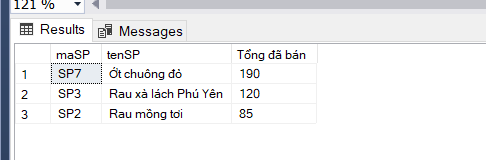 121 %
Results Messages
maSP tenSP Tổng đã bán
1 SP7 Ớt chuông đỏ 190
2 SP3 Rau xà lách Phú Yên 120
3 SP2 Rau mồng tơi 85